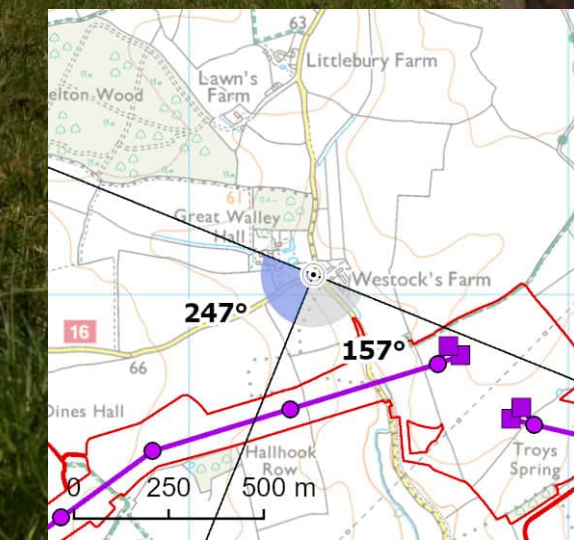 63
Littlebury Farm
Lawn's
Farm
elton Wood
61
Great Walley
Hall
Westock's Farm
247°
16
157°
66
Dines Hall
Hallhook
Row
Troys
Spring
0 250 500 m